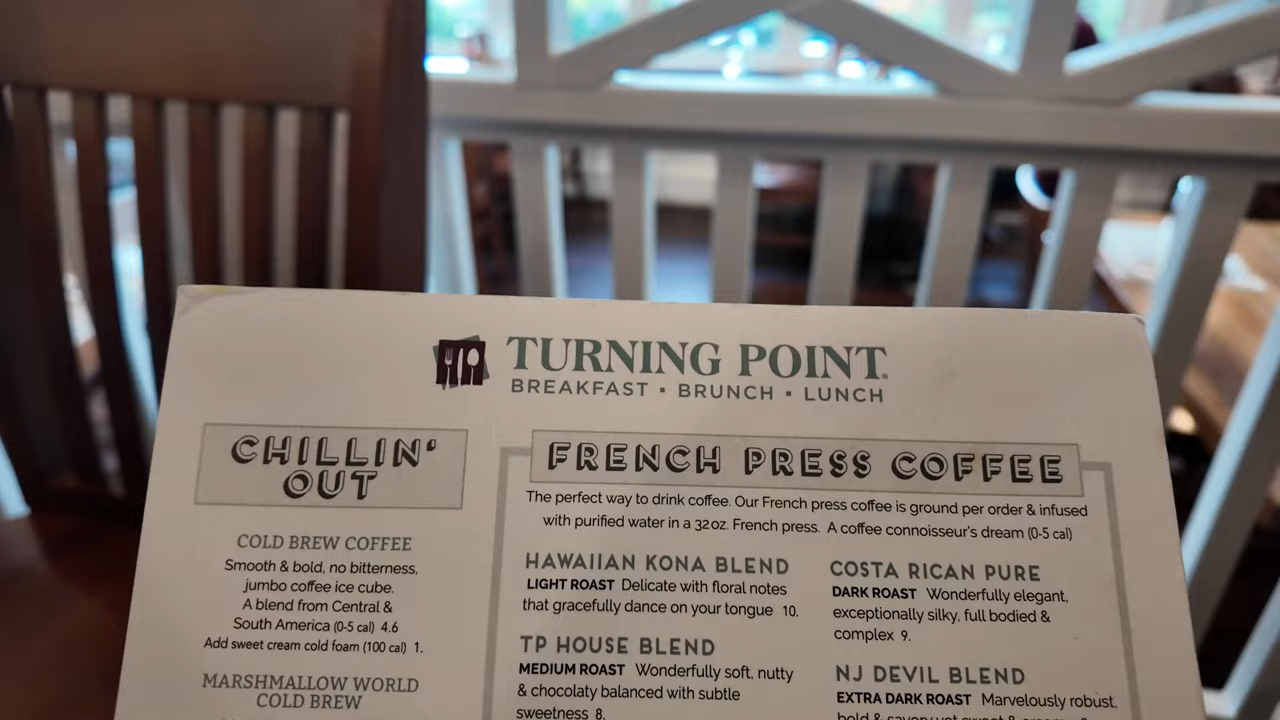 TURNING POINT.
BREAKFAST ▪ BRUNCH ▪ LUNCH
CHILLIN'
OUT
COLD BREW COFFEE
Smooth & bold, no bitterness,
jumbo coffee ice cube.
A blend from Central &
South America (0-5 cal) 4.6
Add sweet cream cold foam (100 cal) 1.
MARSHMALLOW WORLD
COLD BREW
FRENCH PRESS COFFEE
The perfect way to drink coffee. Our French press coffee is ground per order & infused
with purified water in a 32oz. French press. A coffee connoisseur's dream (0-5 cal)
HAWAIIAN KONA BLEND
LIGHT ROAST Delicate with floral notes
that gracefully dance on your tongue 10.
TP HOUSE BLEND
MEDIUM ROAST Wonderfully soft, nutty
& chocolaty balanced with subtle
sweetness 8.
COSTA RICAN PURE
DARK ROAST Wonderfully elegant,
exceptionally silky, full bodied &
complex 9.
NJ DEVIL BLEND
EXTRA DARK ROAST Marvelously robust,
bold & savory yet sweet &